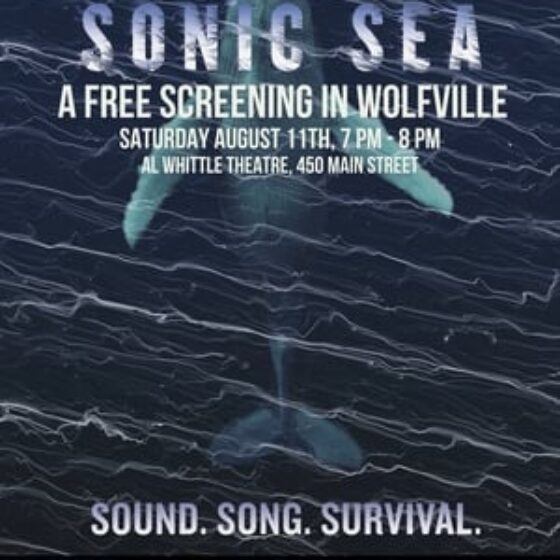 SONIC SEA
A FREE SCREENING IN WOLFVILLE
SATURDAY AUGUST 11TH, 7 PM - 8 PM
AL WHITTLE THEATRE, 450 MAIN STREET
SOUND. SONG. SURVIVAL.